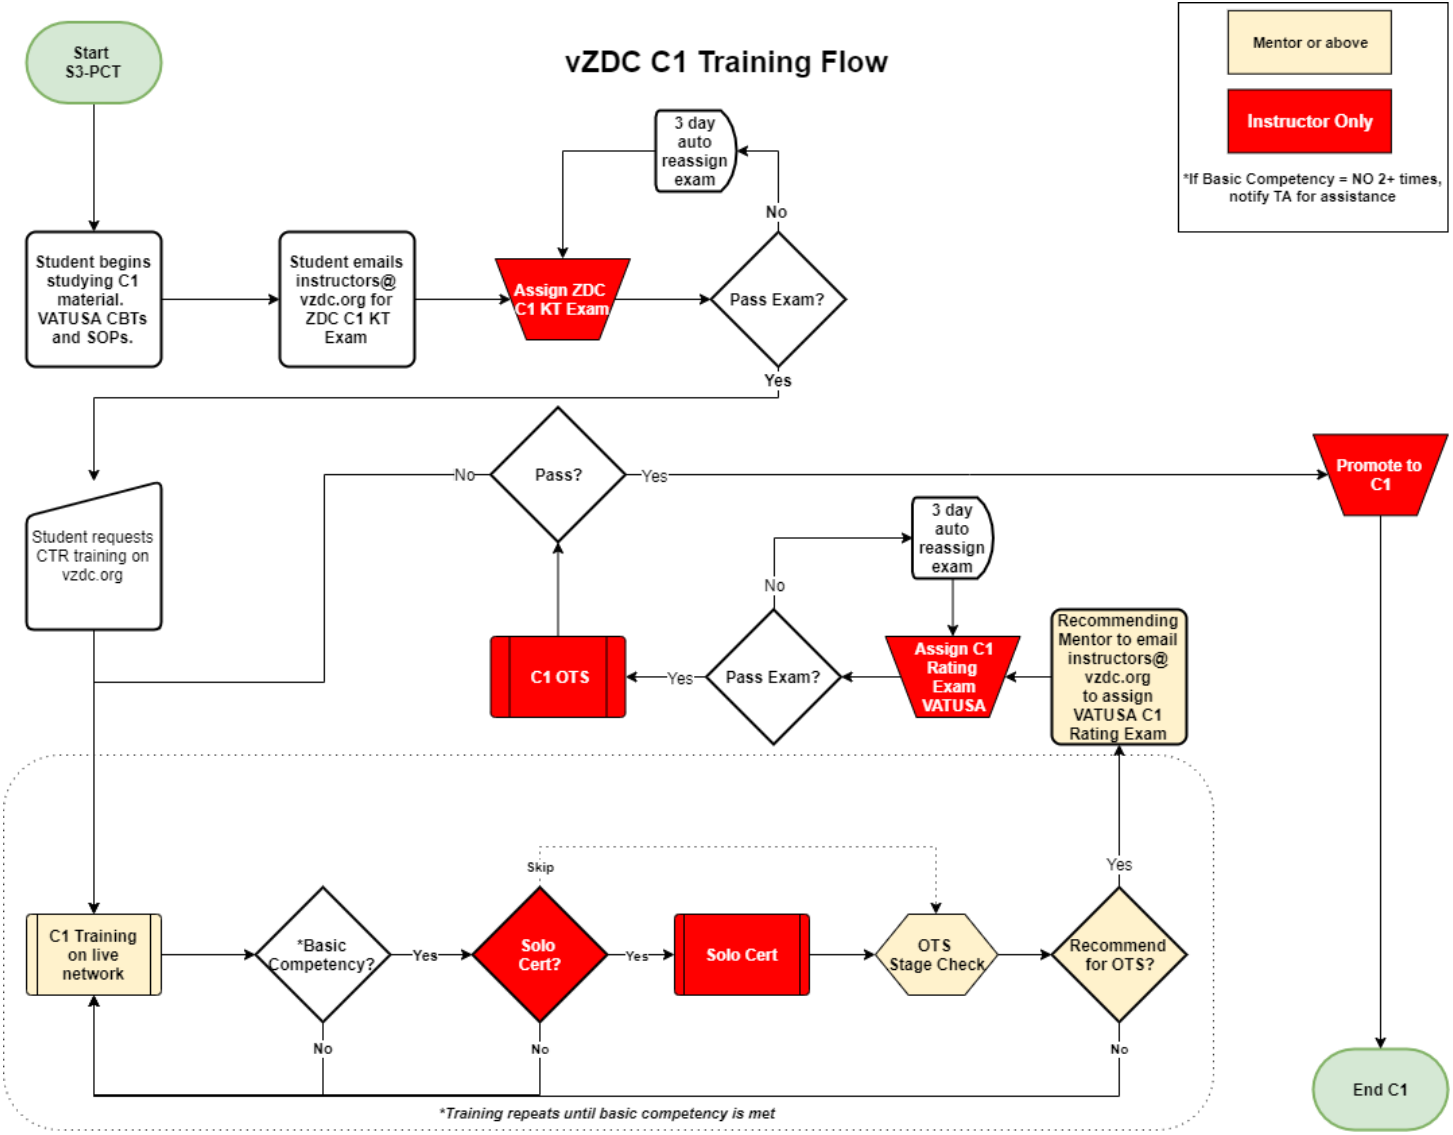 Start
S3-PCT
vZDC C1 Training Flow
Mentor or above
Instructor Only
*If Basic Competency = NO 2+ times,
notify TA for assistance
3 day
auto
reassign
exam
No
Student begins
studying C1
material.
VATUSA CBTs
and SOPs.
Student emails
instructors@
vzdc.org for
ZDC C1 KT
Exam
Assign ZDC
C1 KT Exam
Pass Exam?
Yes
Student requests
CTR training on
vzdc.org
No
Pass?
Yes
Promote to
C1
3 day
auto
reassign
exam
No
C1 OTS
Yes
Pass Exam?
Assign C1
Rating
Exam
VATUSA
Recommending
Mentor to email
instructors@
vzdc.org
to assign
VATUSA C1
Rating Exam
Yes
Skip
C1 Training
on live
network
*Basic
Competency?
Yes
Solo
Cert?
Yes
Solo Cert
OTS
Stage Check
Recommend
for OTS?
No
No
No
*Training repeats until basic competency is met
End C1